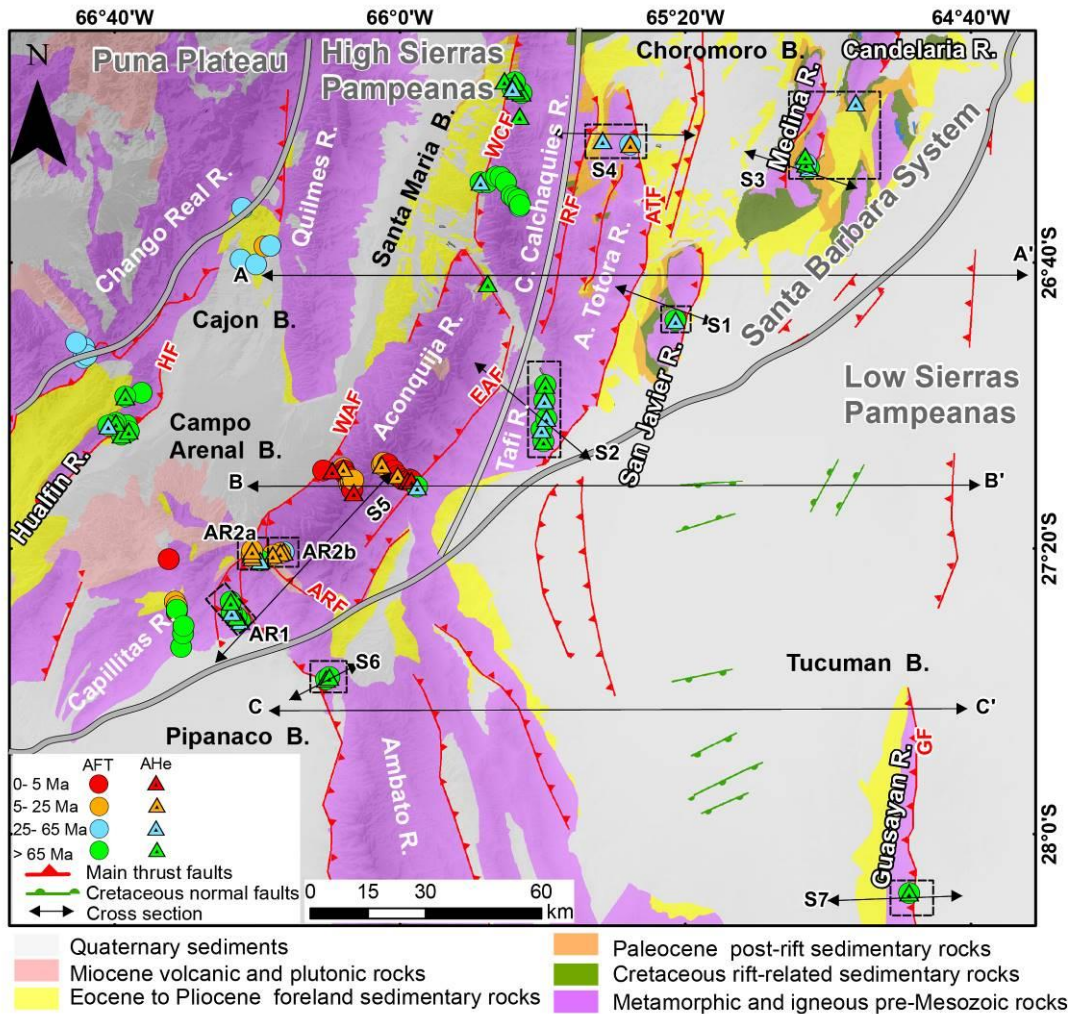 66°40'W 66°0'W 65°20'W 64°40'W
N
Puna Plateau
High Sierras
Pampeanas
Choromoro B.
Candelaria R.
Medina R.
Santa Maria B.
WCF
C. Calchaquies R.
S4
S3
RF
ATF
Quilmes R.
Chango Real R.
Santa Barbara System
26°40'S
A
A'
Cajon B.
A. Totora R.
S1
San Javier R.
HF
Aconquija R.
EAF
WAF
Low Sierras
Pampeanas
Campo
Arenal B.
Tafi R.
S2
Hualfin R.
B
B'
S5
AR2a
AR2b
27°20'S
ARF
AR1
Capillitas R.
S6
Tucuman B.
C
C'
Pipanaco B.
GF
Ambato R.
Guasayan R.
28°0'S
S7
AFT AHe
0- 5 Ma
5- 25 Ma
25- 65 Ma
> 65 Ma
Main thrust faults
Cretaceous normal faults
Cross section
0 15 30 60
km
Quaternary sediments
Miocene volcanic and plutonic rocks
Eocene to Pliocene foreland sedimentary rocks
Paleocene post-rift sedimentary rocks
Cretaceous rift-related sedimentary rocks
Metamorphic and igneous pre-Mesozoic rocks